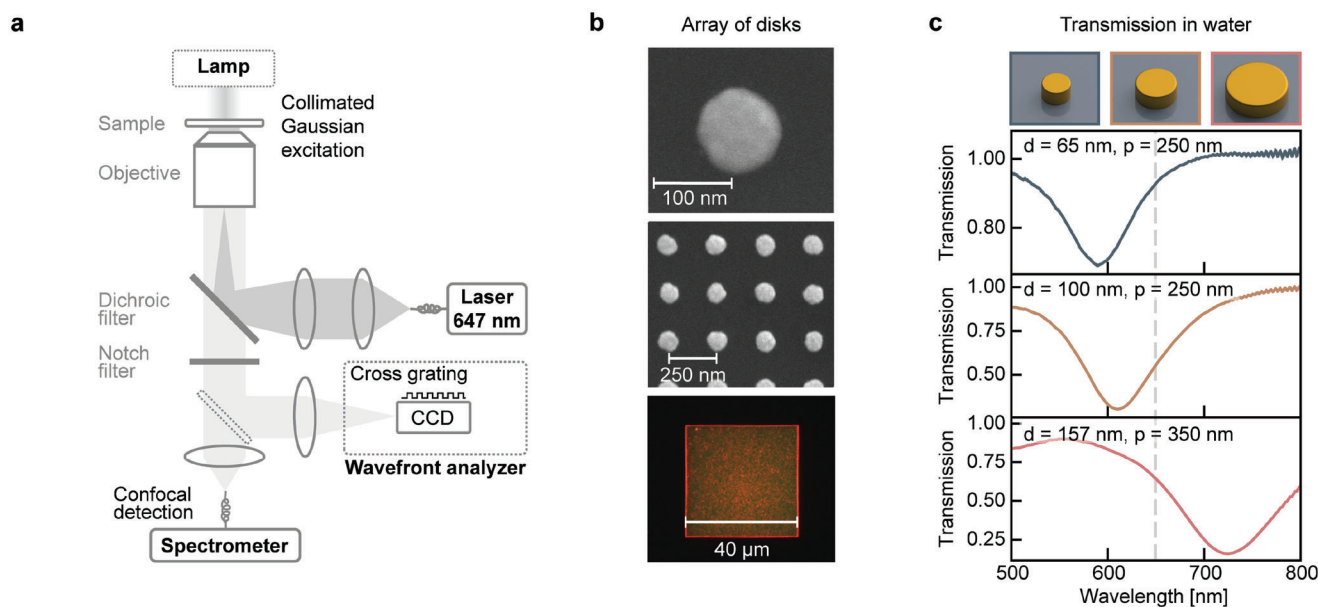 a
Lamp
Collimated
Gaussian
excitation
Sample
Objective
Dichroic
filter
Laser
647 nm
Notch
filter
Cross grating
CCD
Wavefront analyzer
Confocal
detection
Spectrometer
b
Array of disks
100 nm
250 nm
40 µm
c
Transmission in water
d = 65 nm, p = 250 nm
1.00
0.80
Transmission
d = 100 nm, p = 250 nm
1.00
0.75
0.50
Transmission
d = 157 nm, p = 350 nm
1.00
0.75
0.50
0.25
Transmission
500
600
700
800
Wavelength [nm]